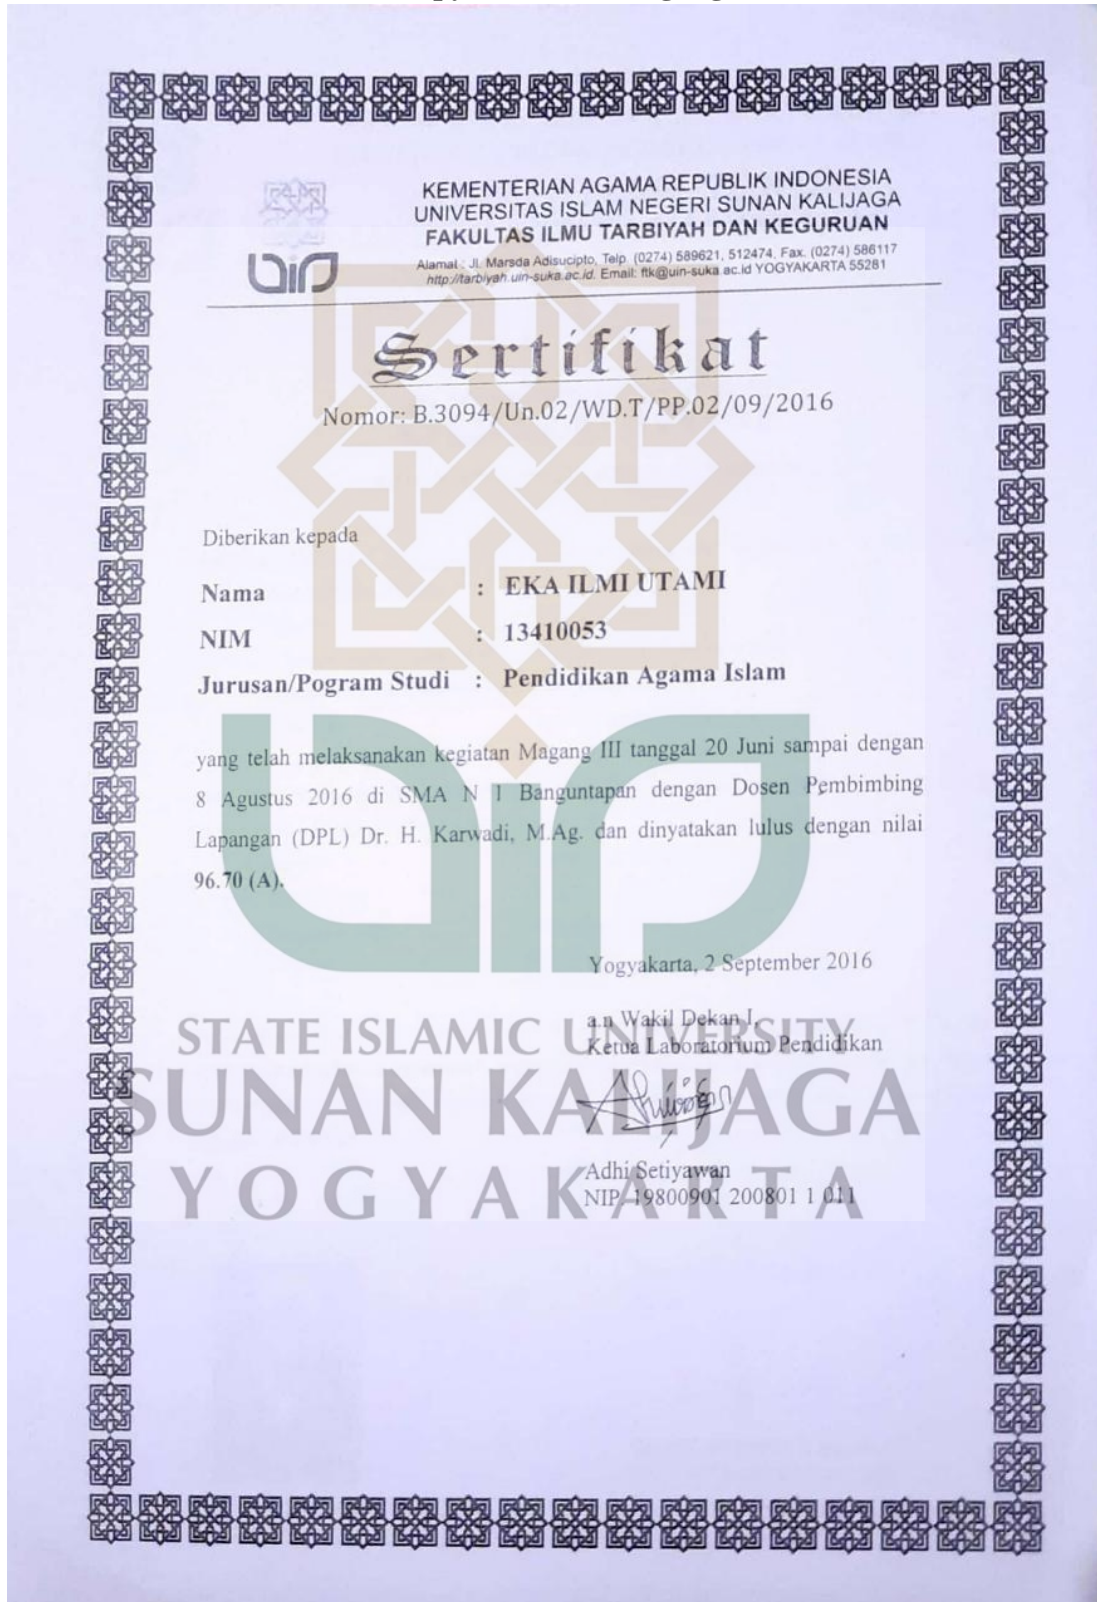 KEMENTERIAN AGAMA REPUBLIK INDONESIA
UNIVERSITAS ISLAM NEGERI SUNAN KALIJAGA
FAKULTAS ILMU TARBIYAH DAN KEGURUAN
Alamat : Jl. Marsda Adisucipto, Telp. (0274) 589621, 512474, Fax. (0274) 586117
http://tarbiyah.uin-suka.ac.id. Email: ftk@uin-suka.ac.id YOGYAKARTA 55281
uin
Sertifikat
Nomor: B.3094/Un.02/WD.T/PP.02/09/2016
Diberikan kepada
Nama : EKA ILMI UTAMI
NIM : 13410053
Jurusan/Pogram Studi : Pendidikan Agama Islam
yang telah melaksanakan kegiatan Magang III tanggal 20 Juni sampai dengan
8 Agustus 2016 di SMA N 1 Banguntapan dengan Dosen Pembimbing
Lapangan (DPL) Dr. H. Karwadi, M.Ag. dan dinyatakan lulus dengan nilai
96.70 (A).
uin
Yogyakarta, 2 September 2016
a.n Wakil Dekan I
Ketua Laboratorium Pendidikan
Adhi Setiyawan
NIP. 19800901 200801 1 011
STATE ISLAMIC UNIVERSITY
SUNAN KALIJAGA
YOGYAKARTA